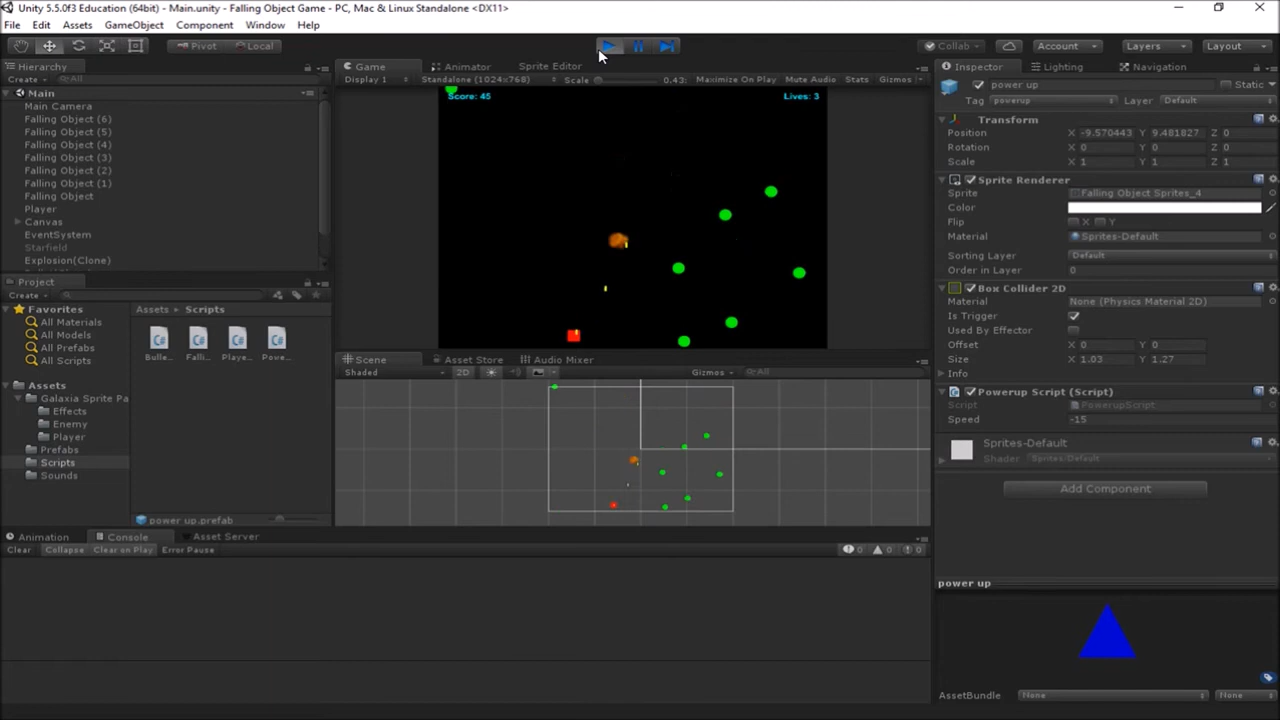 Unity 5.5.0f3 Education (64bit) - Main.unity - Falling Object Game - PC, Mac & Linux Standalone <DX11>
File Edit Assets GameObject Component Window Help
Pivot Local Collab Account Layers Layout
Hierarchy
Create All
Main
Main Camera
Falling Object (6)
Falling Object (5)
Falling Object (4)
Falling Object (3)
Falling Object (2)
Falling Object (1)
Falling Object
Player
Canvas
EventSystem
Starfield
Explosion(Clone)
Game Animator Sprite Editor
Display 1 Standalone (1024x768) Scale 0.43 Maximize On Play Mute Audio Stats Gizmos
Score: 45 Lives: 3
Project
Create
Favorites
All Materials
All Models
All Prefabs
All Scripts
Assets
Galaxia Sprite Pa
Effects
Enemy
Player
Prefabs
Scripts
Sounds
Assets Scripts
Bulle... Falli... Playe... Powe...
power up.prefab
Scene Asset Store Audio Mixer
Shaded 2D Gizmos All
Animation Console Asset Server
Clear Collapse Clear on Play Error Pause 0 0 0
Inspector Lighting Navigation
power up Static
Tag powerup Layer Default
Transform
Position X -9.570443 Y 9.481827 Z 0
Rotation X 0 Y 0 Z 0
Scale X 1 Y 1 Z 1
Sprite Renderer
Sprite Falling Object Sprites_4
Color
Flip X Y
Material Sprites-Default
Sorting Layer Default
Order in Layer 0
Box Collider 2D
Material None (Physics Material 2D)
Is Trigger
Used By Effector
Offset X 0 Y 0
Size X 1.03 Y 1.27
Info
Powerup Script (Script)
Script PowerupScript
Speed -15
Sprites-Default
Shader Sprites/Default
Add Component
power up
AssetBundle None None